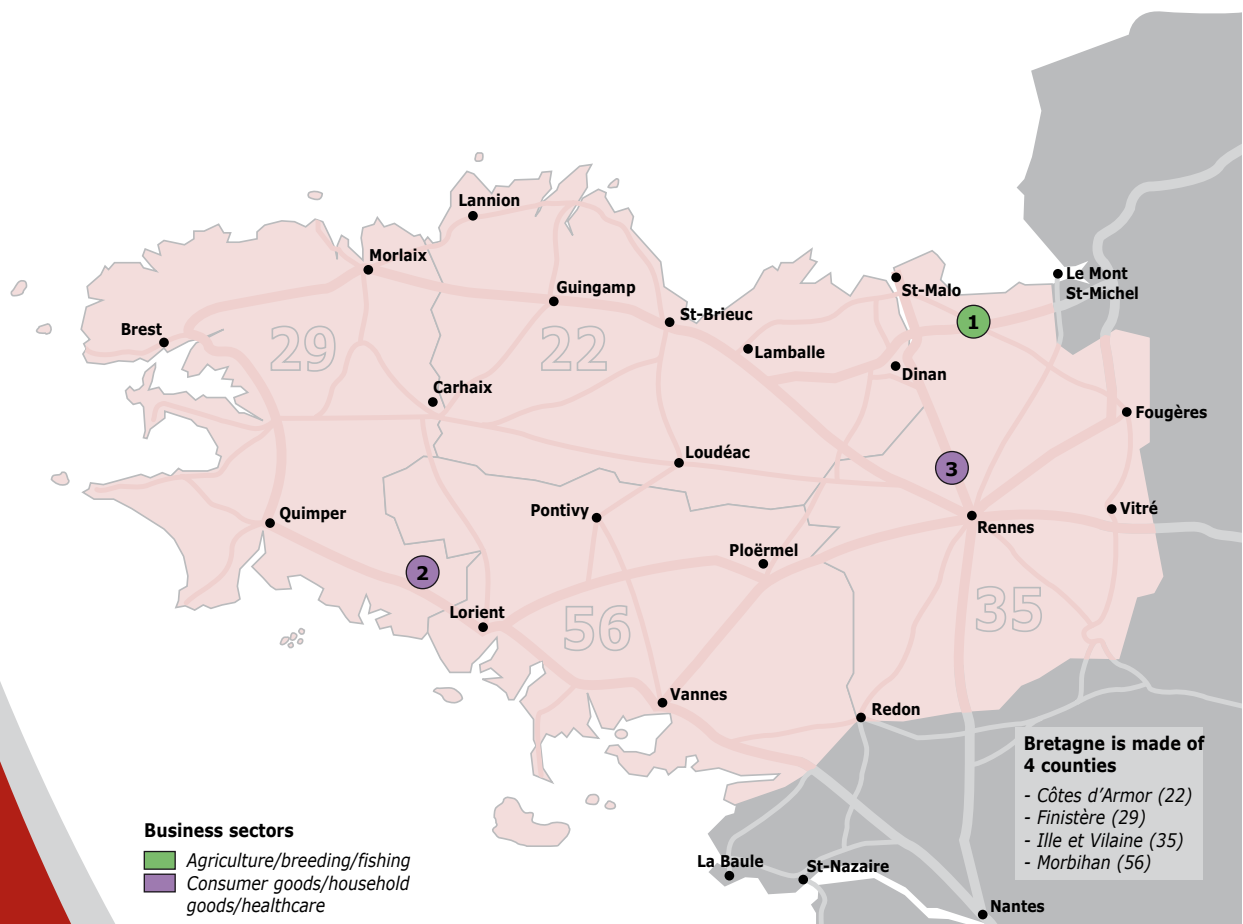 Lannion
Morlaix
Guingamp
Brest
St-Brieuc
St-Malo
Le Mont
St-Michel
1
29
22
Lamballe
Dinan
Carhaix
Fougères
Loudéac
3
Quimper
Pontivy
Vitré
Rennes
Ploërmel
2
Lorient
56
35
Vannes
Redon
Bretagne is made of
4 counties
- Côtes d'Armor (22)
- Finistère (29)
- Ille et Vilaine (35)
- Morbihan (56)
Business sectors
Agriculture/breeding/fishing
Consumer goods/household
goods/healthcare
La Baule
St-Nazaire
Nantes